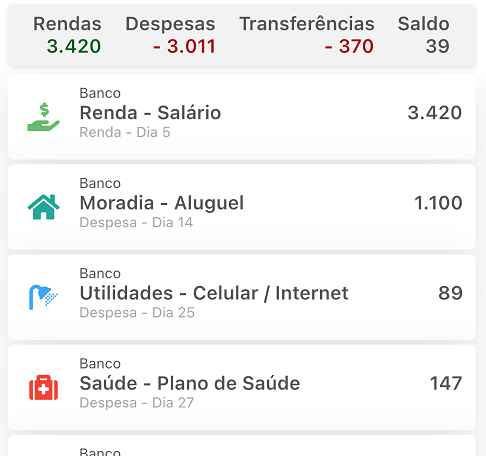 Rendas Despesas Transferências Saldo
3.420 - 3.011 - 370 39
Banco
Renda - Salário 3.420
Renda - Dia 5
Banco
Moradia - Aluguel 1.100
Despesa - Dia 14
Banco
Utilidades - Celular / Internet 89
Despesa - Dia 25
Banco
Saúde - Plano de Saúde 147
Despesa - Dia 27
Banco